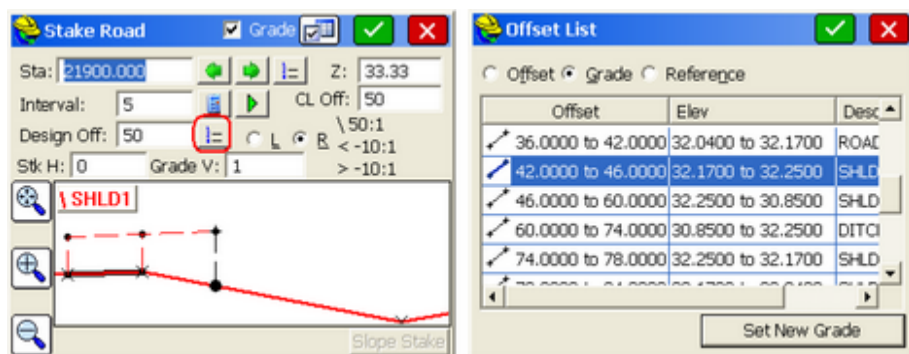 Stake Road
Grade
Sta: 21900.000
Z: 33.33
Interval: 5
CL Off: 50
Design Off: 50
L
R
\50:1
< -10:1
> -10:1
Stk H: 0
Grade V: 1
\ SHLD1
Slope Stake
Offset List
Offset
Grade
Reference
Offset Elev Desc
36.0000 to 42.0000 32.0400 to 32.1700 ROAD
42.0000 to 46.0000 32.1700 to 32.2500 SHLD
46.0000 to 60.0000 32.2500 to 30.8500 SHLD
60.0000 to 74.0000 30.8500 to 32.2500 DITCI
74.0000 to 78.0000 32.2500 to 32.1700 SHLD
Set New Grade